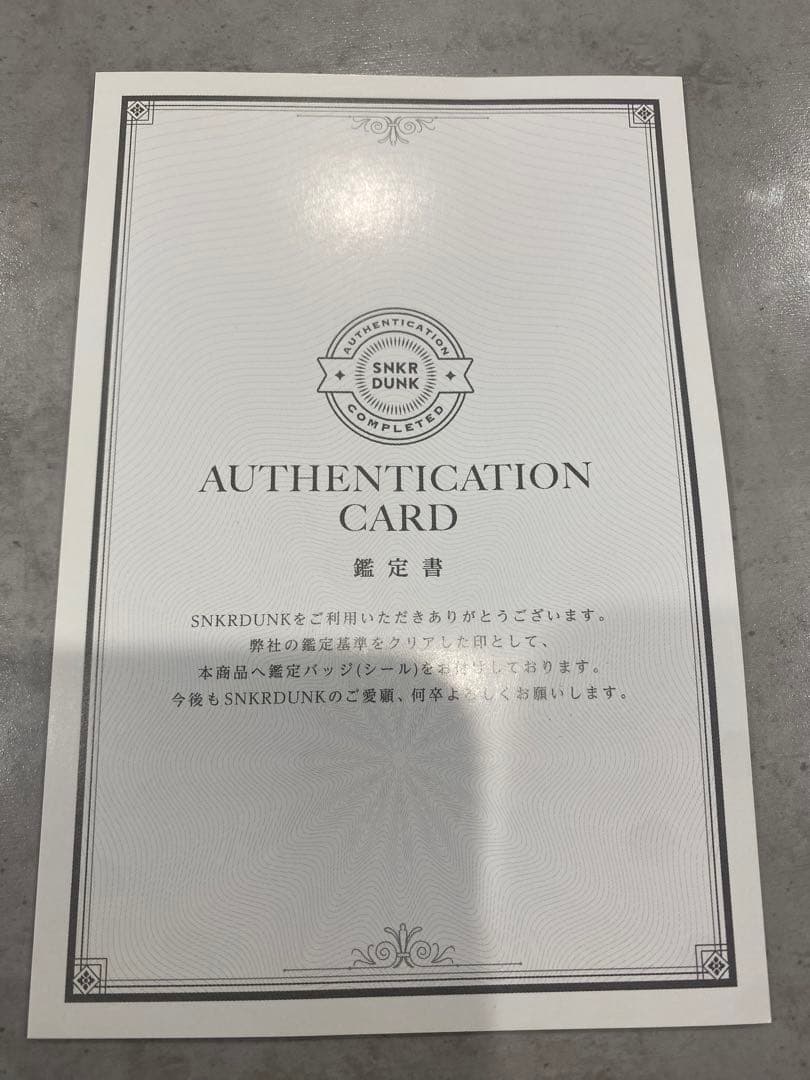 AUTHENTICATION
SNKR
DUNK
COMPLETED
AUTHENTICATION
CARD
鑑定書
SNKRDUNKをご利用いただきありがとうございます。
弊社の鑑定基準をクリアした印として、
本商品へ鑑定バッジ(シール)をお付けしております。
今後もSNKRDUNKのご愛顧、何卒よろしくお願いします。